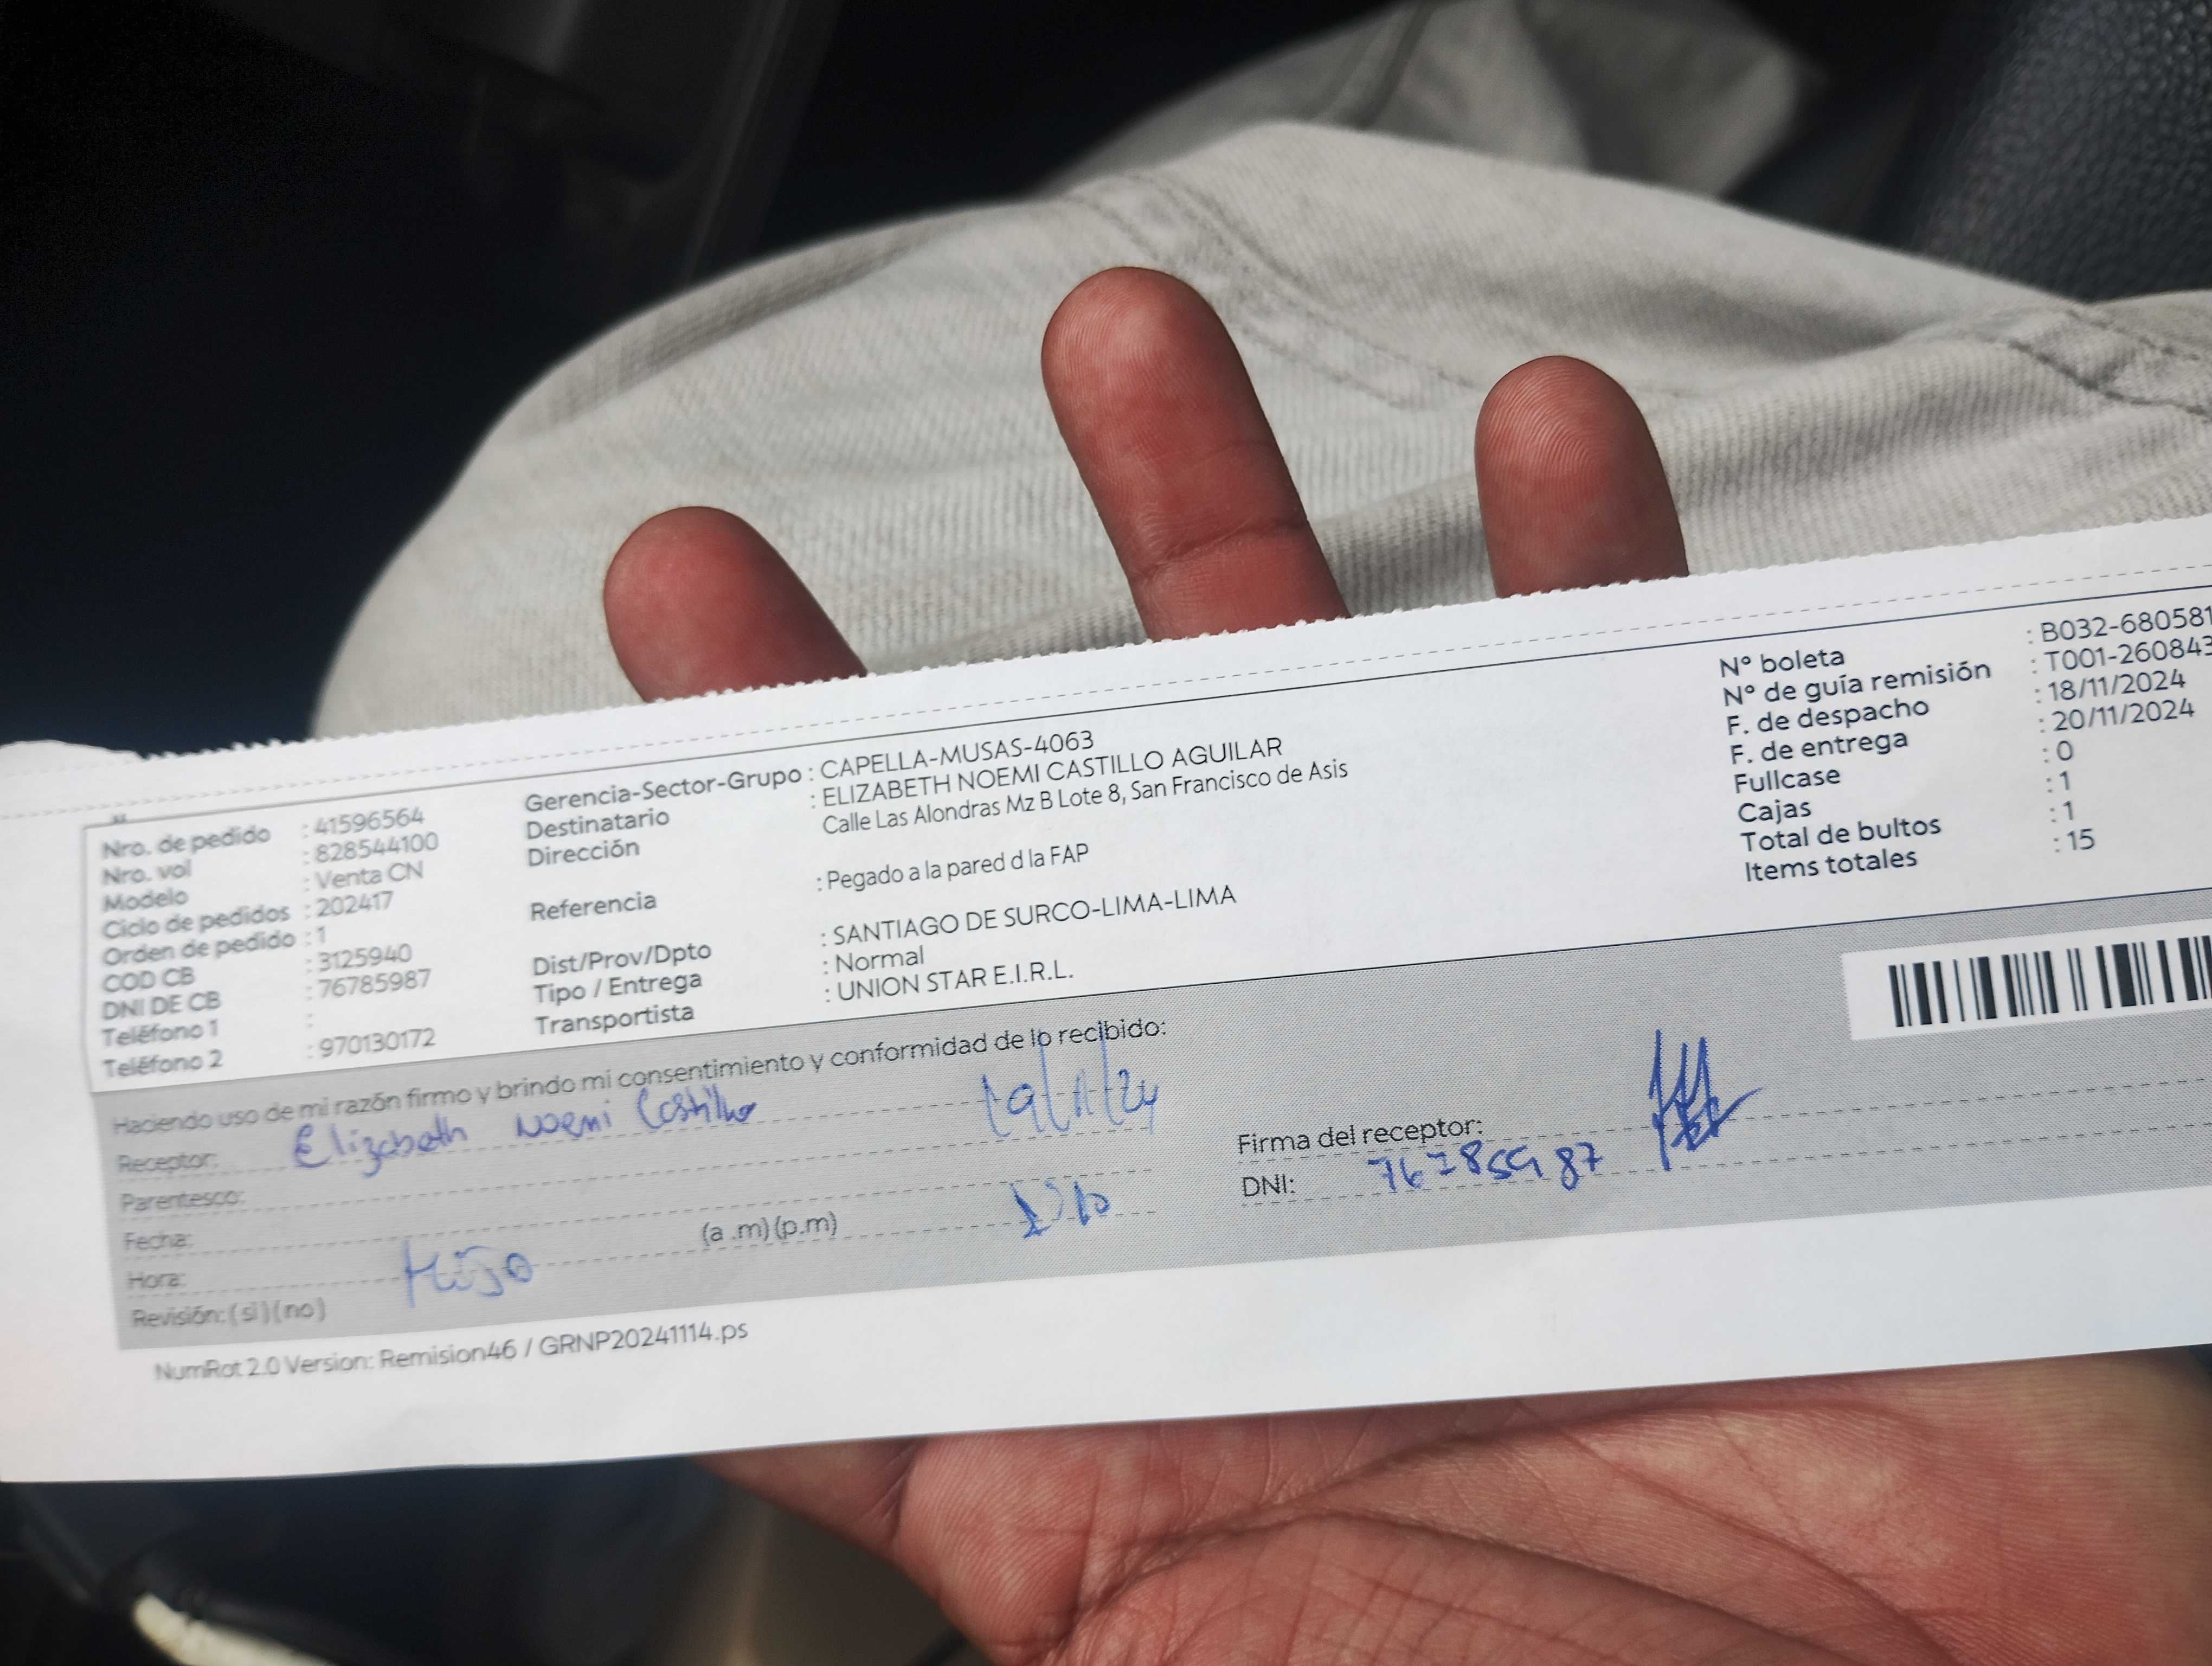 Nro. de pedido : 41596564
Nro. vol : 828544100
Modelo : Venta CN
Ciclo de pedidos : 202417
Orden de pedido : 1
COD CB : 3125940
DNI DE CB : 76785987
Teléfono 1 :
Teléfono 2 : 970130172
Gerencia-Sector-Grupo : CAPELLA-MUSAS-4063
Destinatario : ELIZABETH NOEMI CASTILLO AGUILAR
Dirección Calle Las Alondras Mz B Lote 8, San Francisco de Asis
Referencia : Pegado a la pared d la FAP
Dist/Prov/Dpto : SANTIAGO DE SURCO-LIMA-LIMA
Tipo / Entrega : Normal
Transportista : UNION STAR E.I.R.L.
N° boleta : B032-680581
N° de guía remisión : T001-260843
F. de despacho : 18/11/2024
F. de entrega : 20/11/2024
Fullcase : 0
Cajas : 1
Total de bultos : 1
Items totales : 15
Haciendo uso de mi razón firmo y brindo mi consentimiento y conformidad de lo recibido:
Receptor: Elizabeth Noemi Castillo
Parentesco:
Fecha:
Hora: (a .m) (p.m)
Revisión: (si) (no)
Firma del receptor:
DNI: 76785987
NumRot 2.0 Version: Remision46 / GRNP20241114.ps